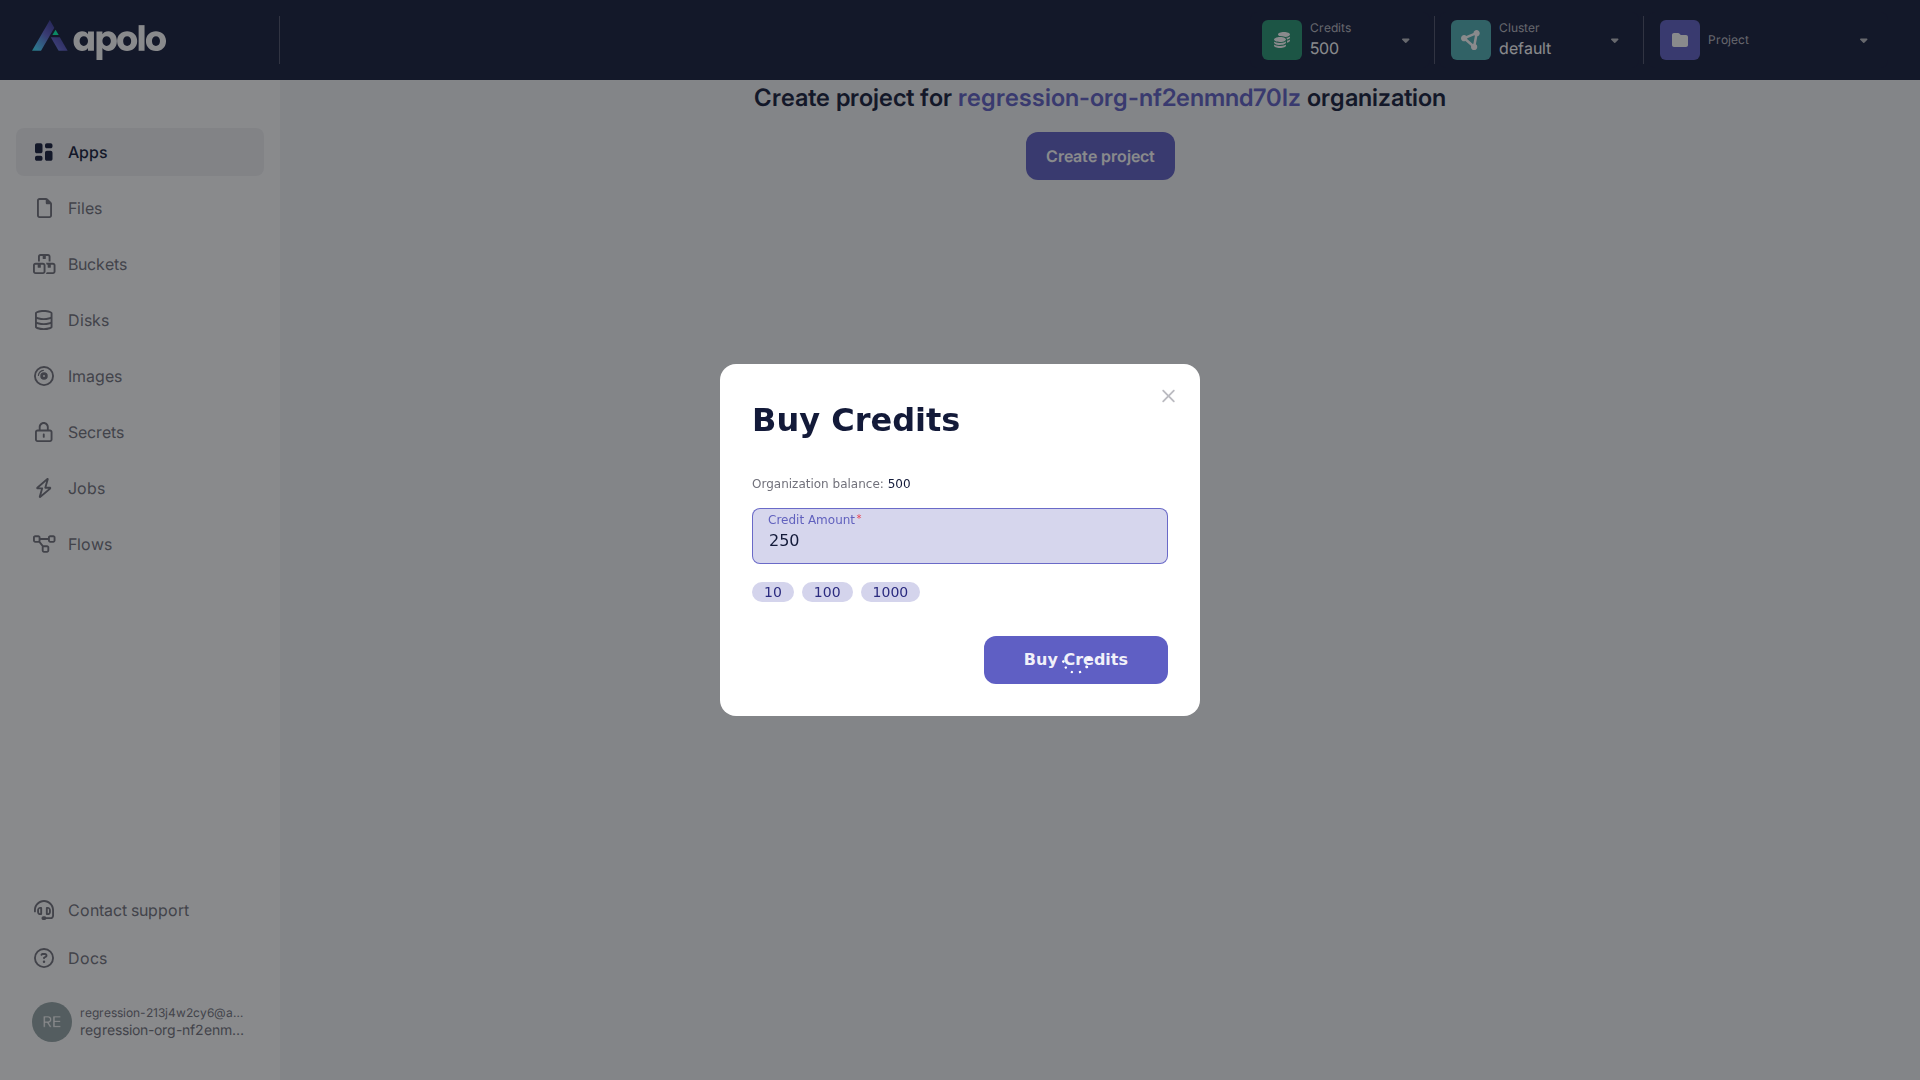 apolo
Credits
500
Cluster
default
Project
Create project for regression-org-nf2enmnd70lz organization
Create project
Apps
Files
Buckets
Disks
Images
Secrets
Jobs
Flows
Buy Credits
Organization balance: 500
Credit Amount*
250
10 100 1000
Buy Credits
Contact support
Docs
RE
regression-213j4w2cy6@a...
regression-org-nf2enm...